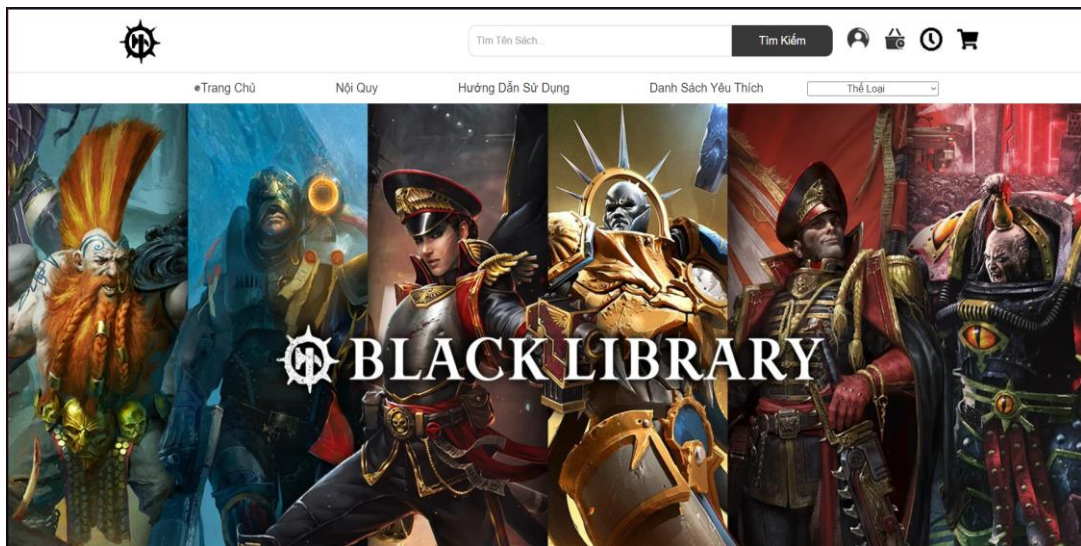 Tìm Tên Sách...
Tìm Kiếm
Trang Chủ
Nội Quy
Hướng Dẫn Sử Dụng
Danh Sách Yêu Thích
Thể Loại
BLACK LIBRARY